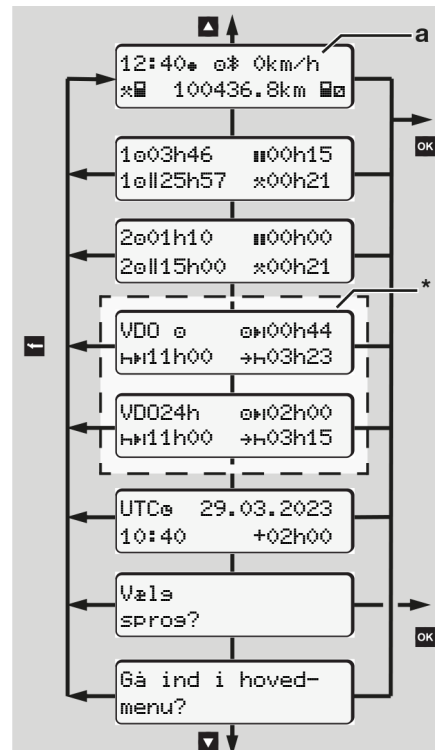 a
12:40● ⊙ᛒ 0km/h
⚒ 100436.8km
OK
1⊙03h46 00h15
1⊙||25h57 ⚒00h21
2⊙01h10 00h00
2⊙||15h00 ⚒00h21
*
VDO ⊙ ⊙00h44
11h00 03h23
VDO24h ⊙02h00
11h00 03h15
UTC 29.03.2023
10:40 +02h00
Vælg
sprog?
OK
Gå ind i hoved-
menu?